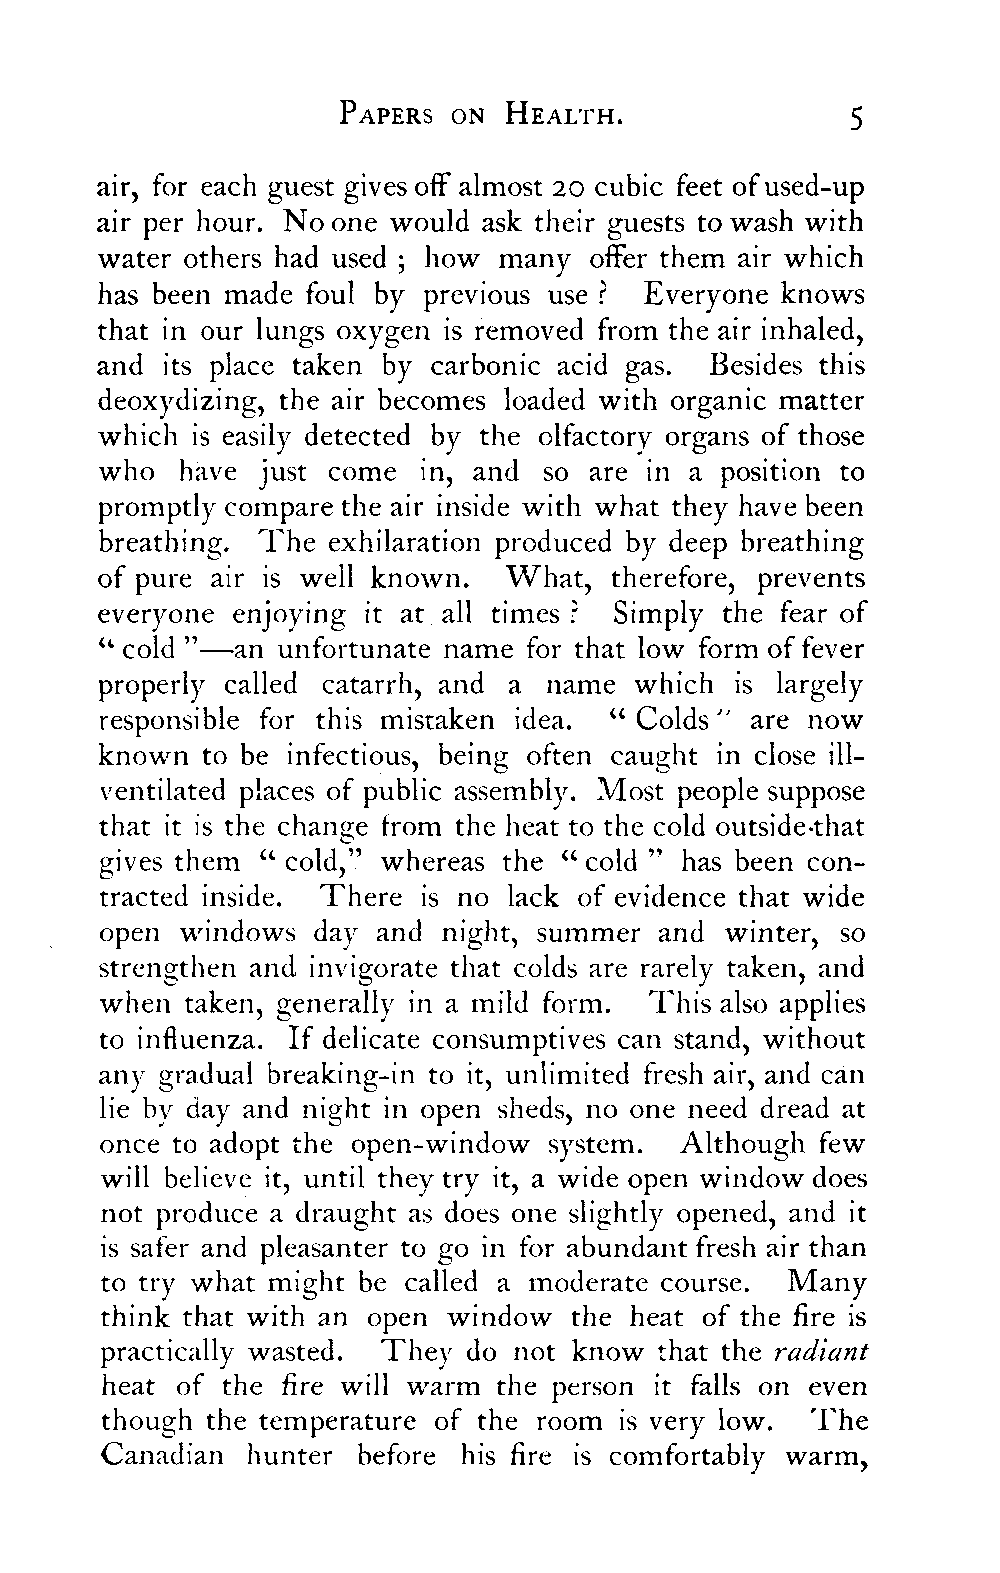 PAPERS ON HEALTH. 5
air, for each guest gives off almost 20 cubic feet of used-up
air per hour. No one would ask their guests to wash with
water others had used ; how many offer them air which
has been made foul by previous use ? Everyone knows
that in our lungs oxygen is removed from the air inhaled,
and its place taken by carbonic acid gas. Besides this
deoxydizing, the air becomes loaded with organic matter
which is easily detected by the olfactory organs of those
who have just come in, and so are in a position to
promptly compare the air inside with what they have been
breathing. The exhilaration produced by deep breathing
of pure air is well known. What, therefore, prevents
everyone enjoying it at all times ? Simply the fear of
“ cold ”—an unfortunate name for that low form of fever
properly called catarrh, and a name which is largely
responsible for this mistaken idea. “ Colds ” are now
known to be infectious, being often caught in close ill-
ventilated places of public assembly. Most people suppose
that it is the change from the heat to the cold outside that
gives them “ cold,” whereas the “ cold ” has been con-
tracted inside. There is no lack of evidence that wide
open windows day and night, summer and winter, so
strengthen and invigorate that colds are rarely taken, and
when taken, generally in a mild form. This also applies
to influenza. If delicate consumptives can stand, without
any gradual breaking-in to it, unlimited fresh air, and can
lie by day and night in open sheds, no one need dread at
once to adopt the open-window system. Although few
will believe it, until they try it, a wide open window does
not produce a draught as does one slightly opened, and it
is safer and pleasanter to go in for abundant fresh air than
to try what might be called a moderate course. Many
think that with an open window the heat of the fire is
practically wasted. They do not know that the radiant
heat of the fire will warm the person it falls on even
though the temperature of the room is very low. The
Canadian hunter before his fire is comfortably warm,